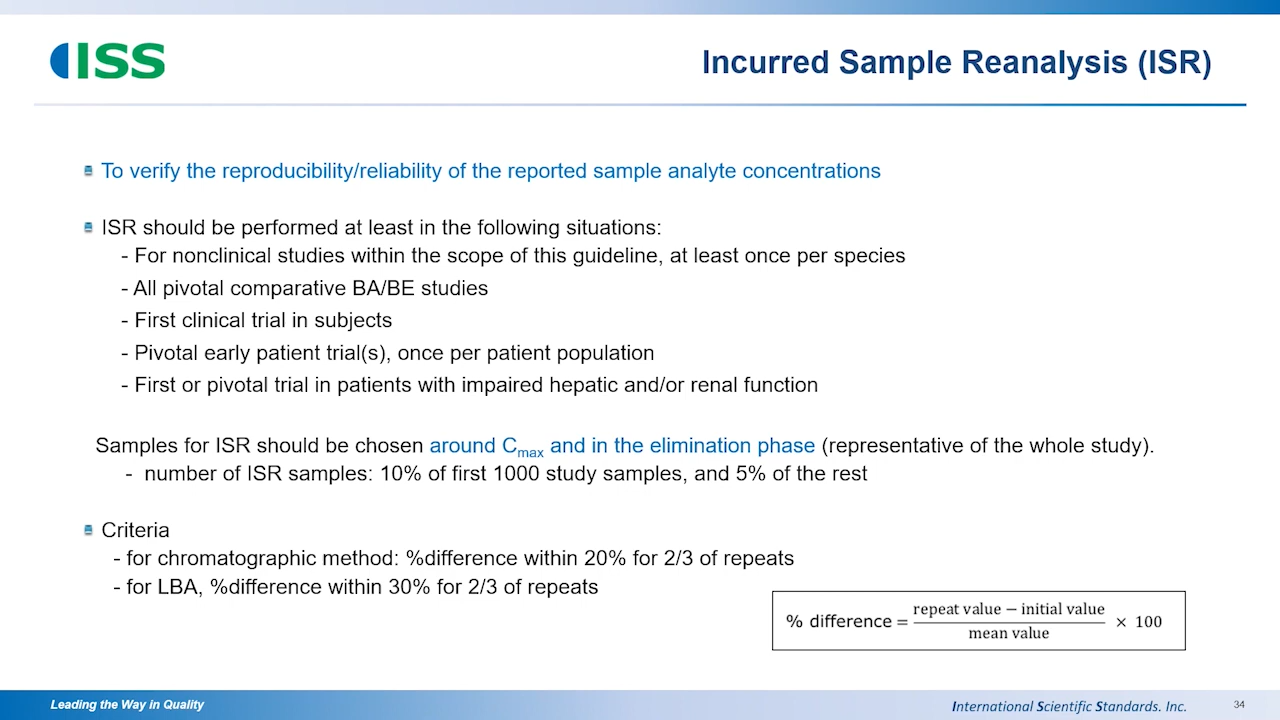 ISS
Incurred Sample Reanalysis (ISR)
To verify the reproducibility/reliability of the reported sample analyte concentrations
ISR should be performed at least in the following situations:
- For nonclinical studies within the scope of this guideline, at least once per species
- All pivotal comparative BA/BE studies
- First clinical trial in subjects
- Pivotal early patient trial(s), once per patient population
- First or pivotal trial in patients with impaired hepatic and/or renal function
Samples for ISR should be chosen around Cmax and in the elimination phase (representative of the whole study).
- number of ISR samples: 10% of first 1000 study samples, and 5% of the rest
Criteria
- for chromatographic method: %difference within 20% for 2/3 of repeats
- for LBA, %difference within 30% for 2/3 of repeats
% difference = (repeat value − initial value) / mean value × 100
Leading the Way in Quality
International Scientific Standards. Inc.
34